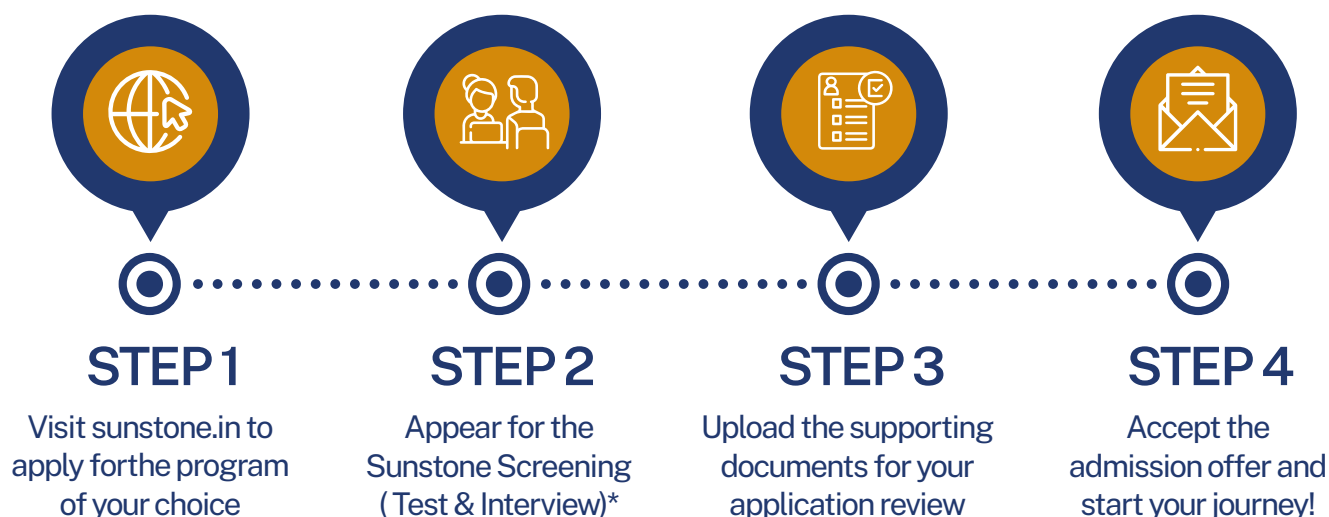 STEP 1
Visit sunstone.in to
apply forthe program
of your choice
STEP 2
Appear for the
Sunstone Screening
( Test & Interview)*
STEP 3
Upload the supporting
documents for your
application review
STEP 4
Accept the
admission offer and
start your journey!